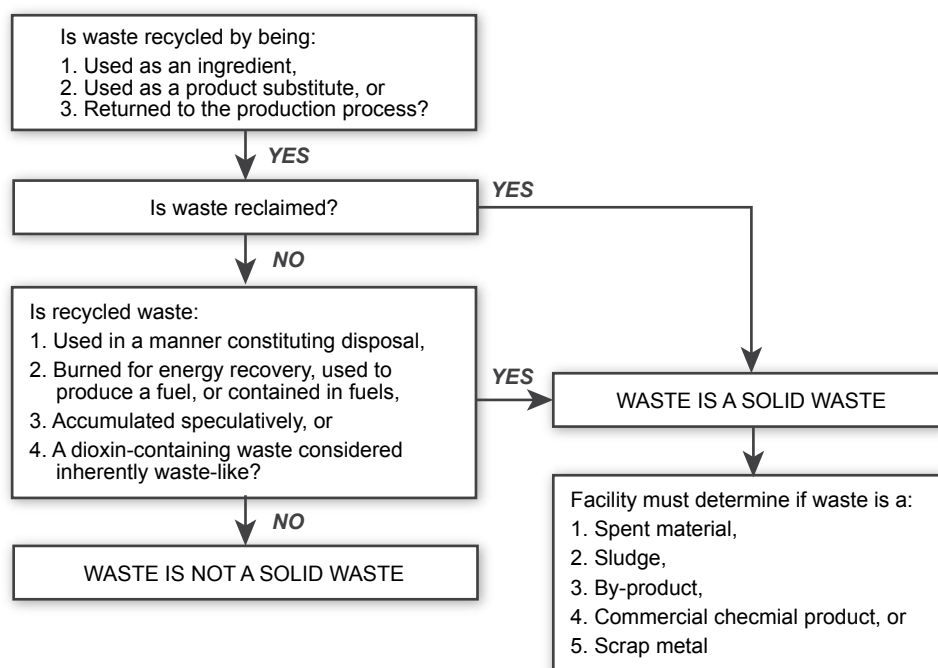 Is waste recycled by being:
1. Used as an ingredient,
2. Used as a product substitute, or
3. Returned to the production process?
YES
Is waste reclaimed?
YES
NO
Is recycled waste:
1. Used in a manner constituting disposal,
2. Burned for energy recovery, used to
produce a fuel, or contained in fuels,
3. Accumulated speculatively, or
4. A dioxin-containing waste considered
inherently waste-like?
YES
WASTE IS A SOLID WASTE
NO
WASTE IS NOT A SOLID WASTE
Facility must determine if waste is a:
1. Spent material,
2. Sludge,
3. By-product,
4. Commercial checmial product, or
5. Scrap metal